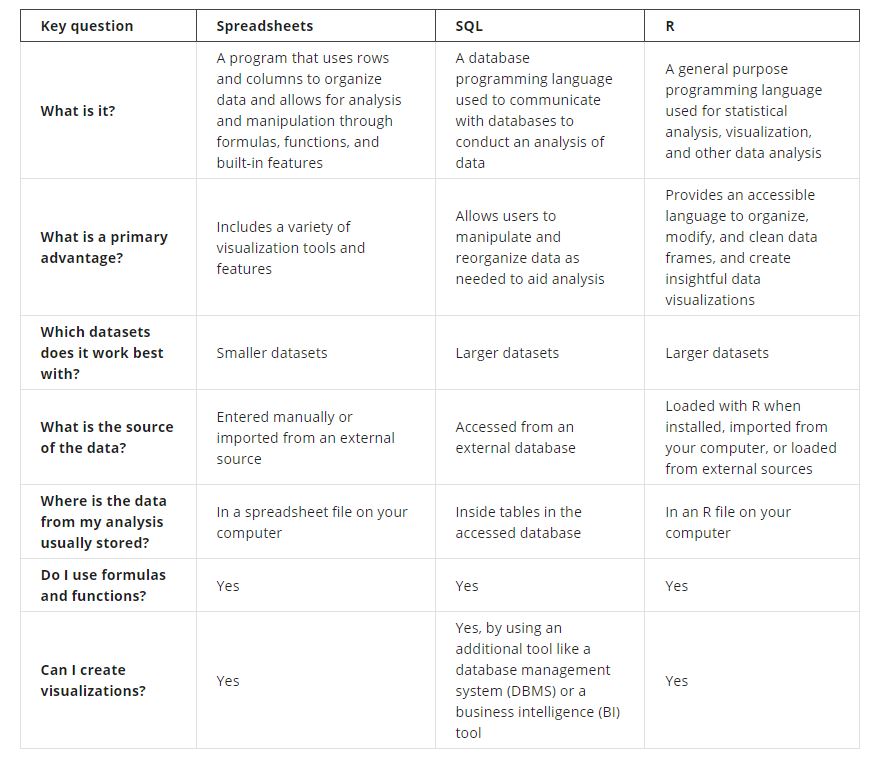 Key question
Spreadsheets
SQL
R
What is it?
A program that uses rows
and columns to organize
data and allows for analysis
and manipulation through
formulas, functions, and
built-in features
A database
programming language
used to communicate
with databases to
conduct an analysis of
data
A general purpose
programming language
used for statistical
analysis, visualization,
and other data analysis
What is a primary
advantage?
Includes a variety of
visualization tools and
features
Allows users to
manipulate and
reorganize data as
needed to aid analysis
Provides an accessible
language to organize,
modify, and clean data
frames, and create
insightful data
visualizations
Which datasets
does it work best
with?
Smaller datasets
Larger datasets
Larger datasets
What is the source
of the data?
Entered manually or
imported from an external
source
Accessed from an
external database
Loaded with R when
installed, imported from
your computer, or loaded
from external sources
Where is the data
from my analysis
usually stored?
In a spreadsheet file on your
computer
Inside tables in the
accessed database
In an R file on your
computer
Do I use formulas
and functions?
Yes
Yes
Yes
Can I create
visualizations?
Yes
Yes, by using an
additional tool like a
database management
system (DBMS) or a
business intelligence (BI)
tool
Yes